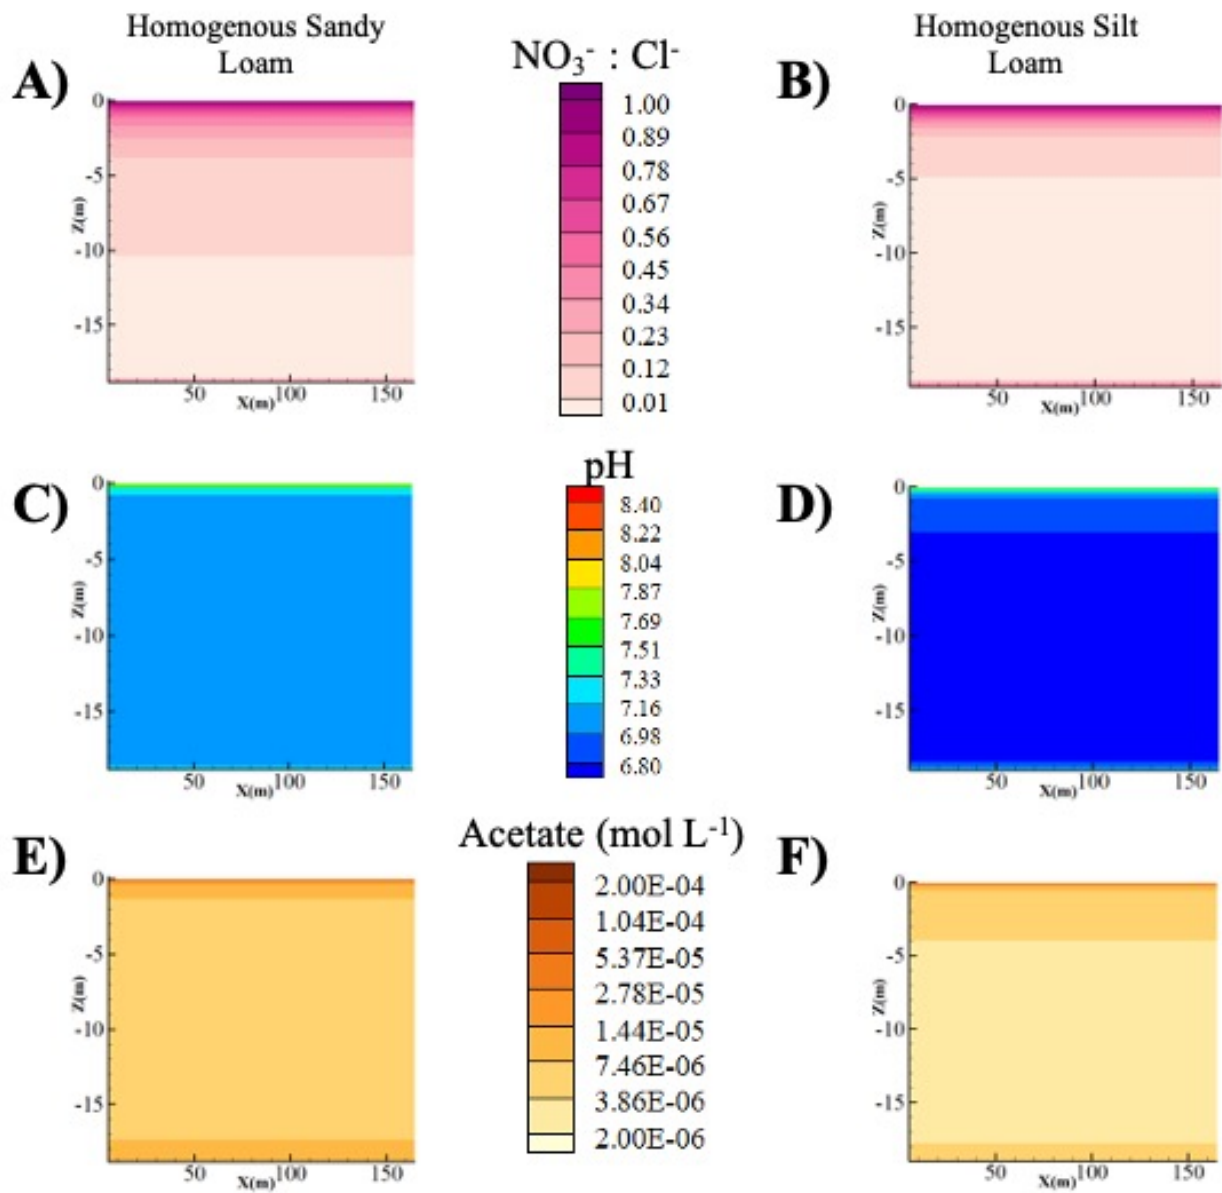 Homogenous Sandy
Loam
NO₃⁻ : Cl⁻
Homogenous Silt
Loam
A)
B)
0
-5
-10
-15
Z(m)
50
100
150
X(m)
1.00
0.89
0.78
0.67
0.56
0.45
0.34
0.23
0.12
0.01
0
-5
-10
-15
Z(m)
50
100
150
X(m)
C)
pH
D)
0
-5
-10
-15
Z(m)
50
100
150
X(m)
8.40
8.22
8.04
7.87
7.69
7.51
7.33
7.16
6.98
6.80
0
-5
-10
-15
Z(m)
50
100
150
X(m)
E)
Acetate (mol L⁻¹)
F)
0
-5
-10
-15
Z(m)
50
100
150
X(m)
2.00E-04
1.04E-04
5.37E-05
2.78E-05
1.44E-05
7.46E-06
3.86E-06
2.00E-06
0
-5
-10
-15
Z(m)
50
100
150
X(m)